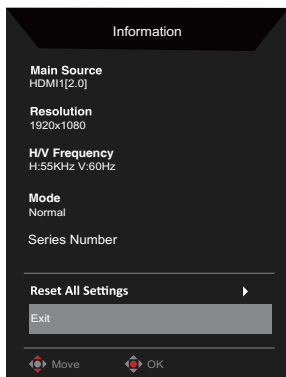 Information
Main Source
HDMI1[2.0]
Resolution
1920x1080
H/V Frequency
H:55KHz V:60Hz
Mode
Normal
Series Number
Reset All Settings
Exit
Move OK